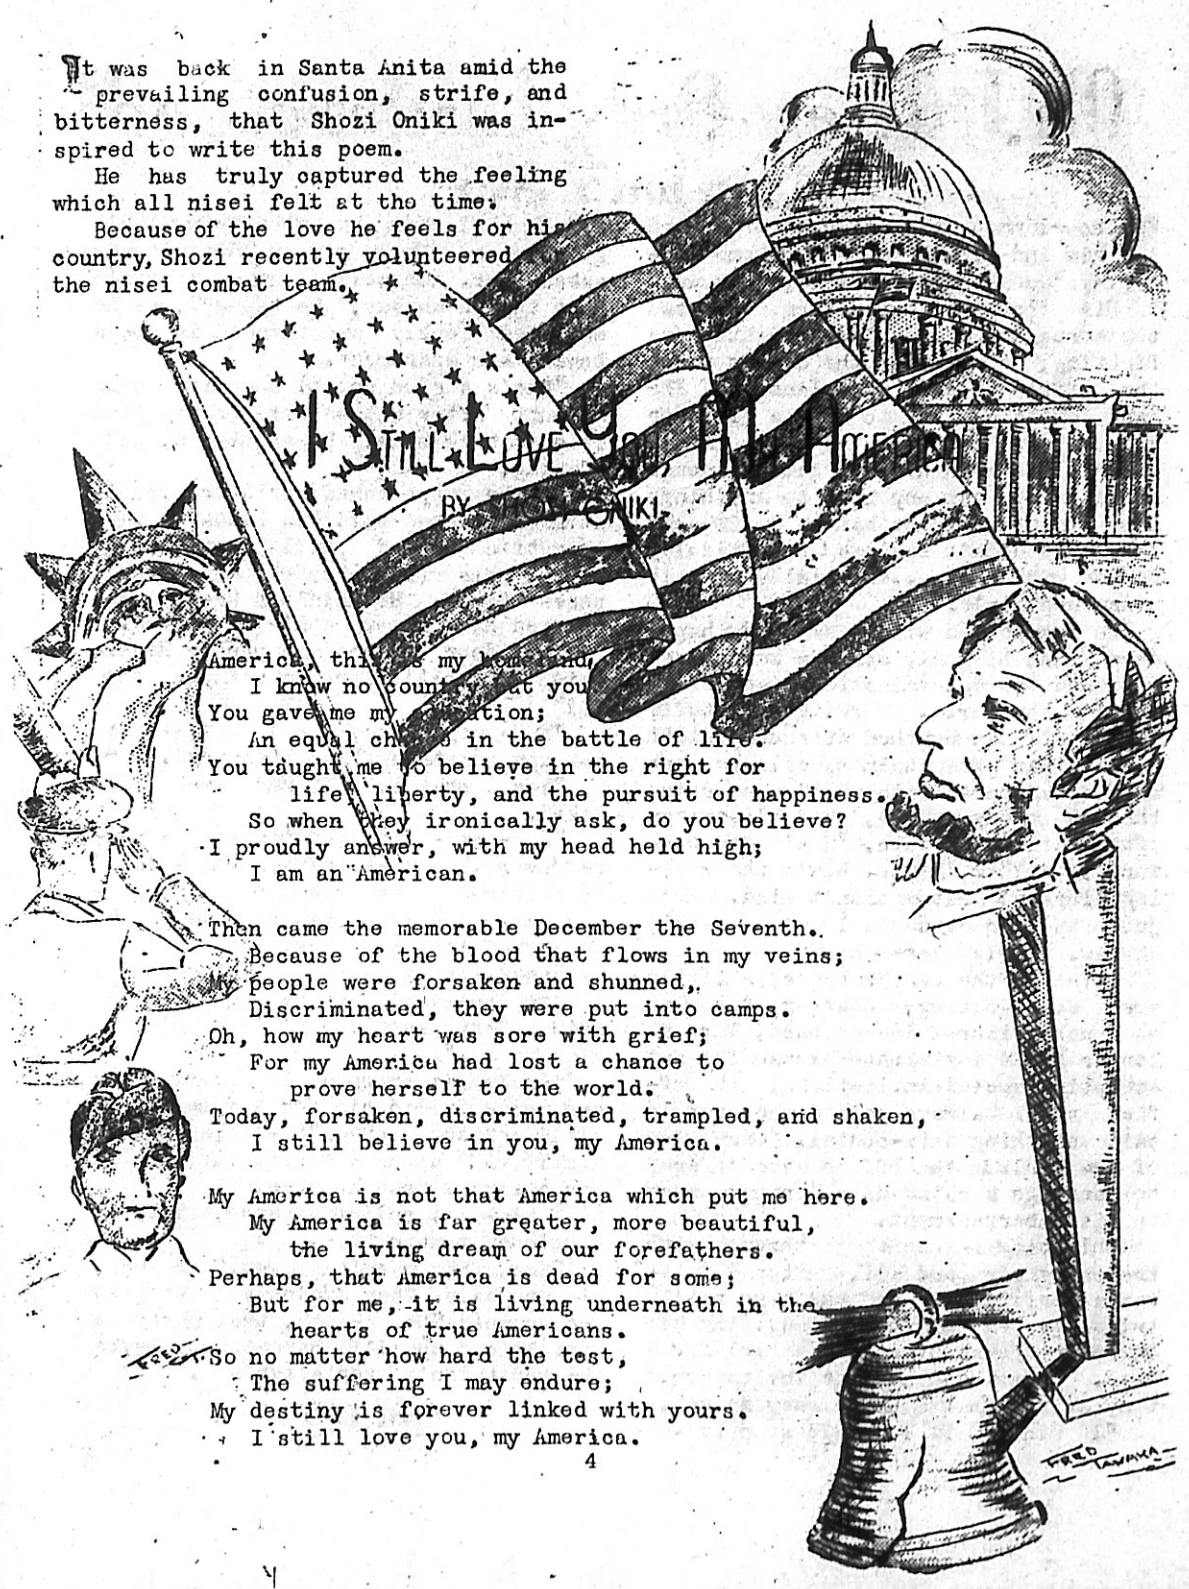 It was back in Santa Anita amid the
prevailing confusion, strife, and
bitterness, that Shozi Oniki was in-
spired to write this poem.
He has truly captured the feeling
which all nisei felt at the time.
Because of the love he feels for his
country, Shozi recently volunteered for
the nisei combat team.
I STILL LOVE YOU, MY AMERICA
BY SHOZI ONIKI
America, this is my homeland,
I know no country but you
You gave me my education;
An equal chance in the battle of life.
You taught me to believe in the right for
life, liberty, and the pursuit of happiness.
So when they ironically ask, do you believe?
I proudly answer, with my head held high;
I am an American.
Then came the memorable December the Seventh.
Because of the blood that flows in my veins;
My people were forsaken and shunned,
Discriminated, they were put into camps.
Oh, how my heart was sore with grief;
For my America had lost a chance to
prove herself to the world.
Today, forsaken, discriminated, trampled, and shaken,
I still believe in you, my America.
My America is not that America which put me here.
My America is far greater, more beautiful,
the living dream of our forefathers.
Perhaps, that America is dead for some;
But for me, it is living underneath in the
hearts of true Americans.
FRED T.
So no matter how hard the test,
The suffering I may endure;
My destiny is forever linked with yours.
I still love you, my America.
4
FRED
TANAKA